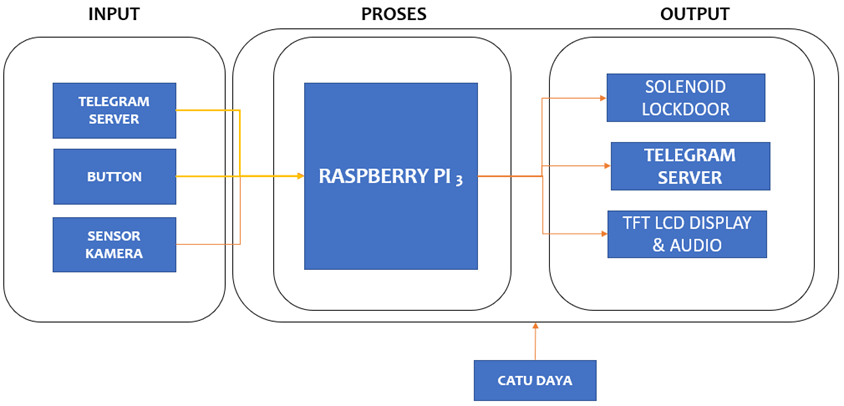 INPUT
PROSES
OUTPUT
TELEGRAM
SERVER
BUTTON
SENSOR
KAMERA
RASPBERRY PI 3
SOLENOID
LOCKDOOR
TELEGRAM
SERVER
TFT LCD DISPLAY
& AUDIO
CATU DAYA